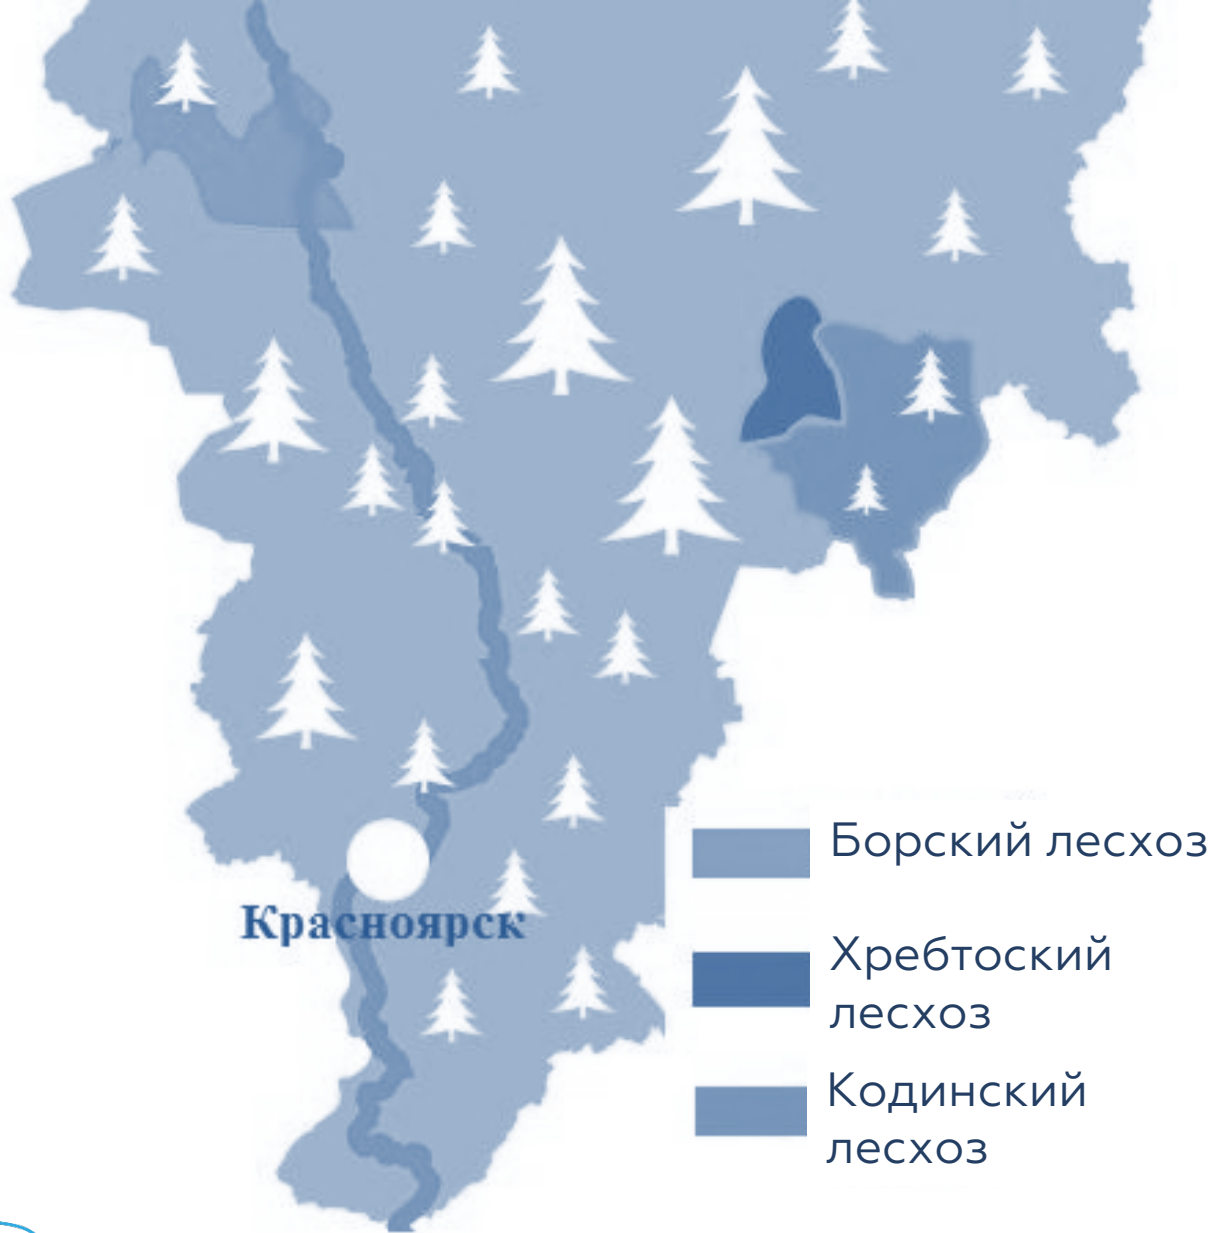 Красноярск
Борский лесхоз
Хребтоский
лесхоз
Кодинский
лесхоз